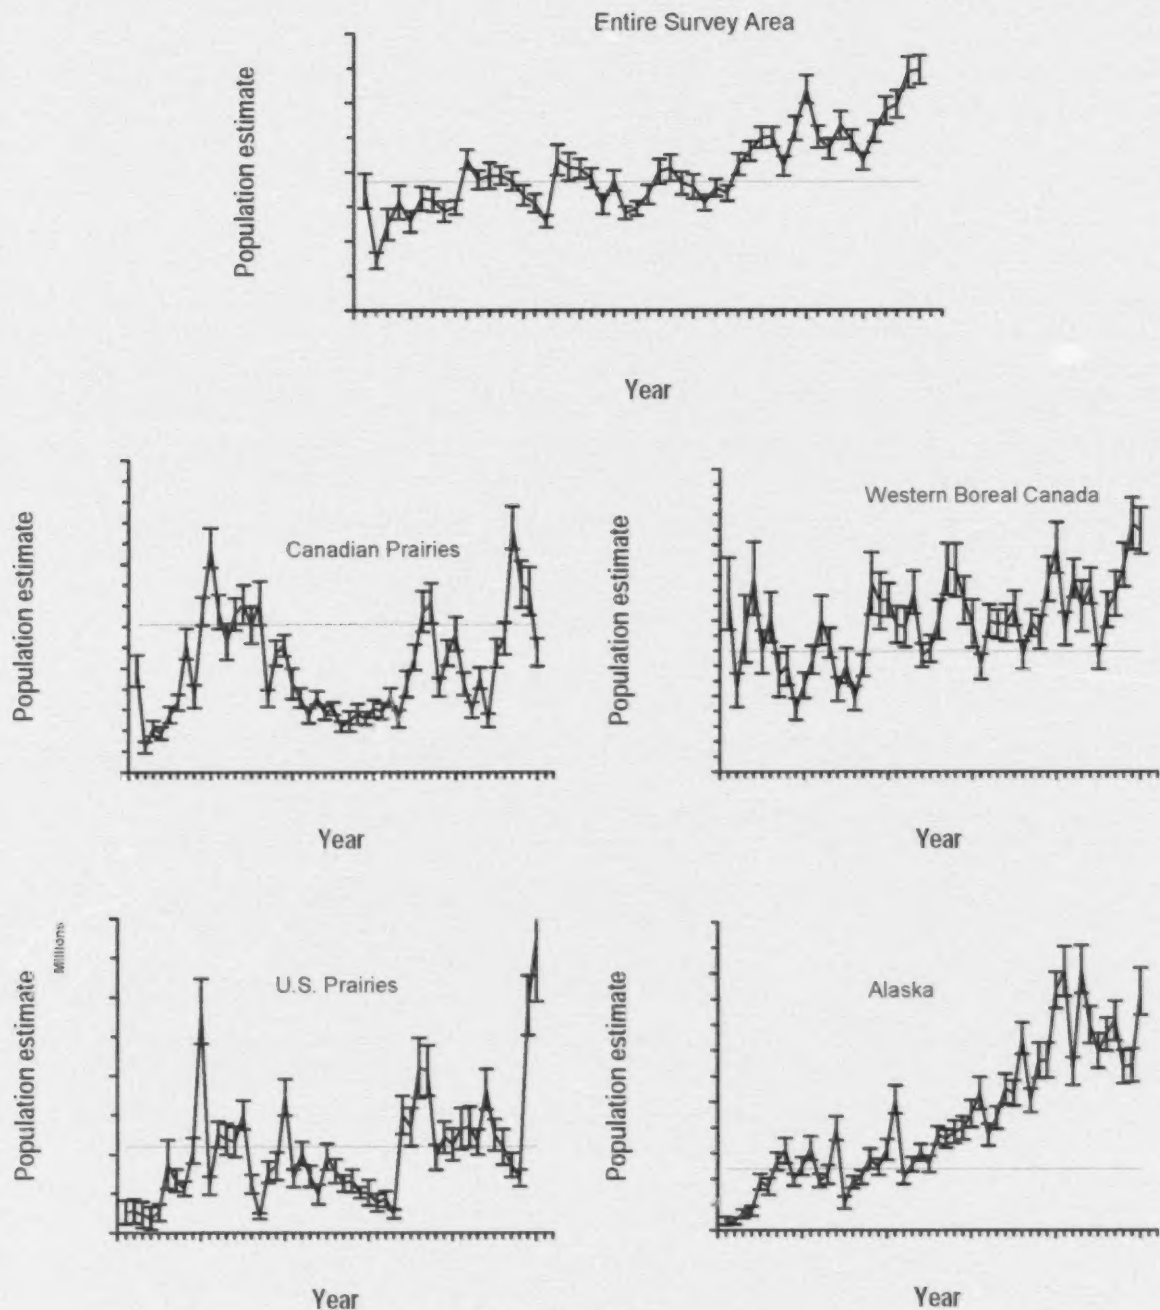 Entire Survey Area
Population estimate
Year
Canadian Prairies
Population estimate
Year
Western Boreal Canada
Population estimate
Year
U.S. Prairies
Population estimate
Millions
Year
Alaska
Population estimate
Year